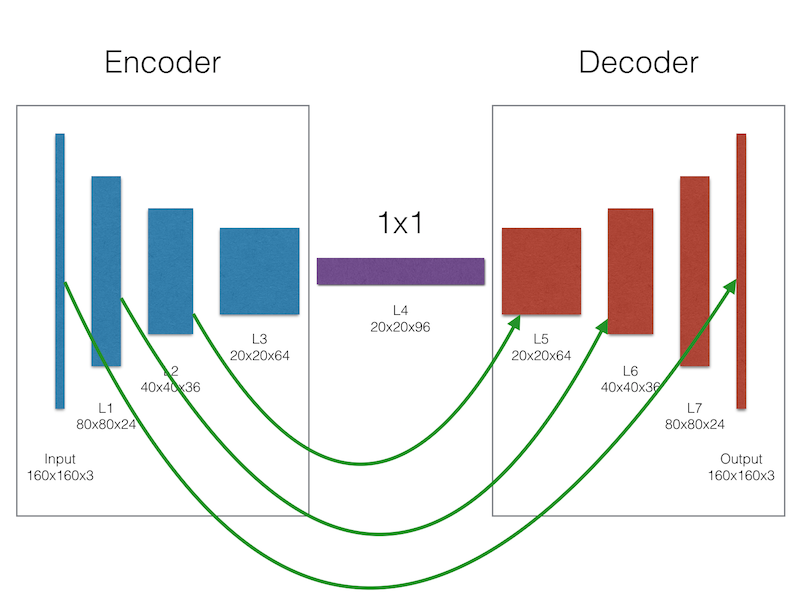 Encoder
Decoder
1x1
L4
20x20x96
L3
20x20x64
L5
20x20x64
L2
40x40x36
L6
40x40x36
L1
80x80x24
L7
80x80x24
Input
160x160x3
Output
160x160x3